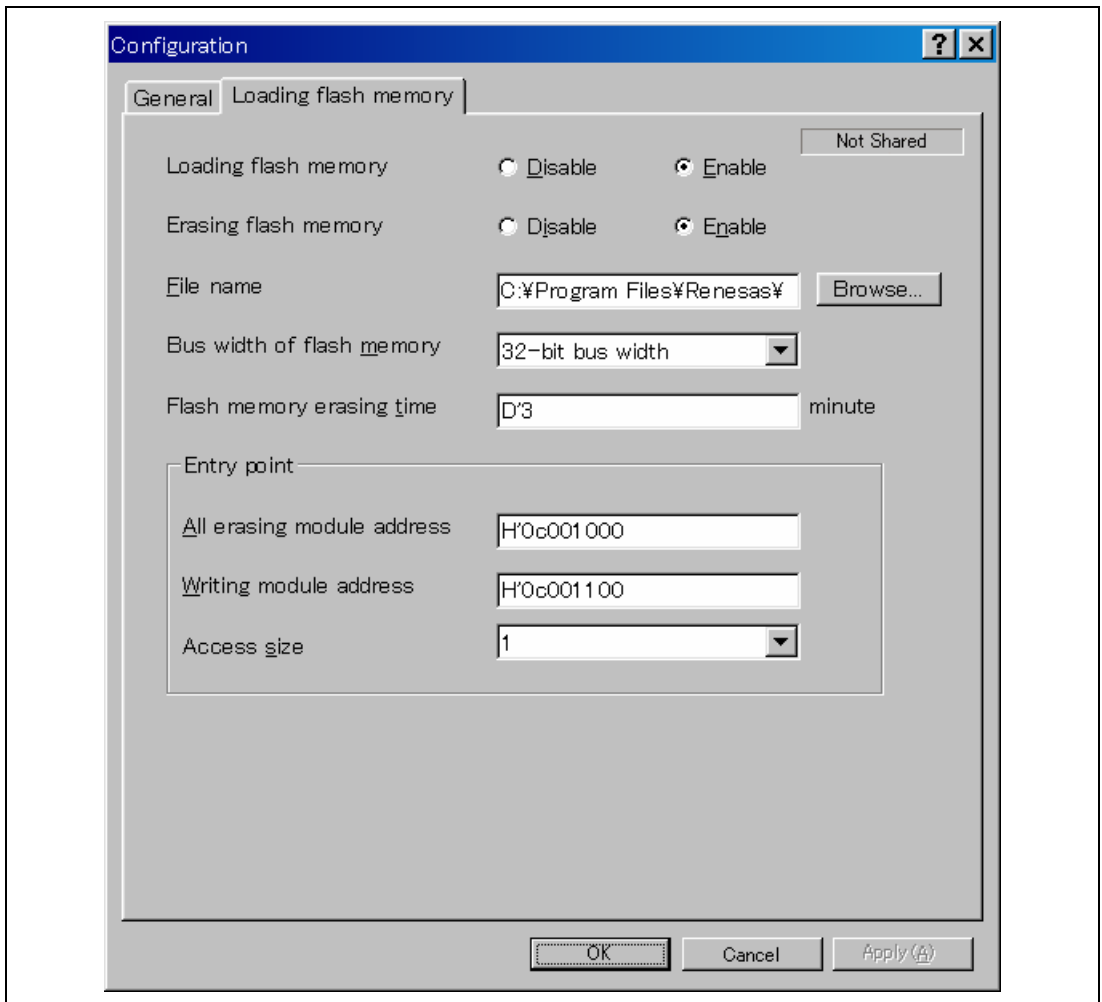 Configuration
General Loading flash memory
Not Shared
Loading flash memory Disable Enable
Erasing flash memory Disable Enable
File name C:¥Program Files¥Renesas¥ Browse...
Bus width of flash memory 32-bit bus width
Flash memory erasing time D'3 minute
Entry point
All erasing module address H'0c001000
Writing module address H'0c001100
Access size 1
OK Cancel Apply(A)